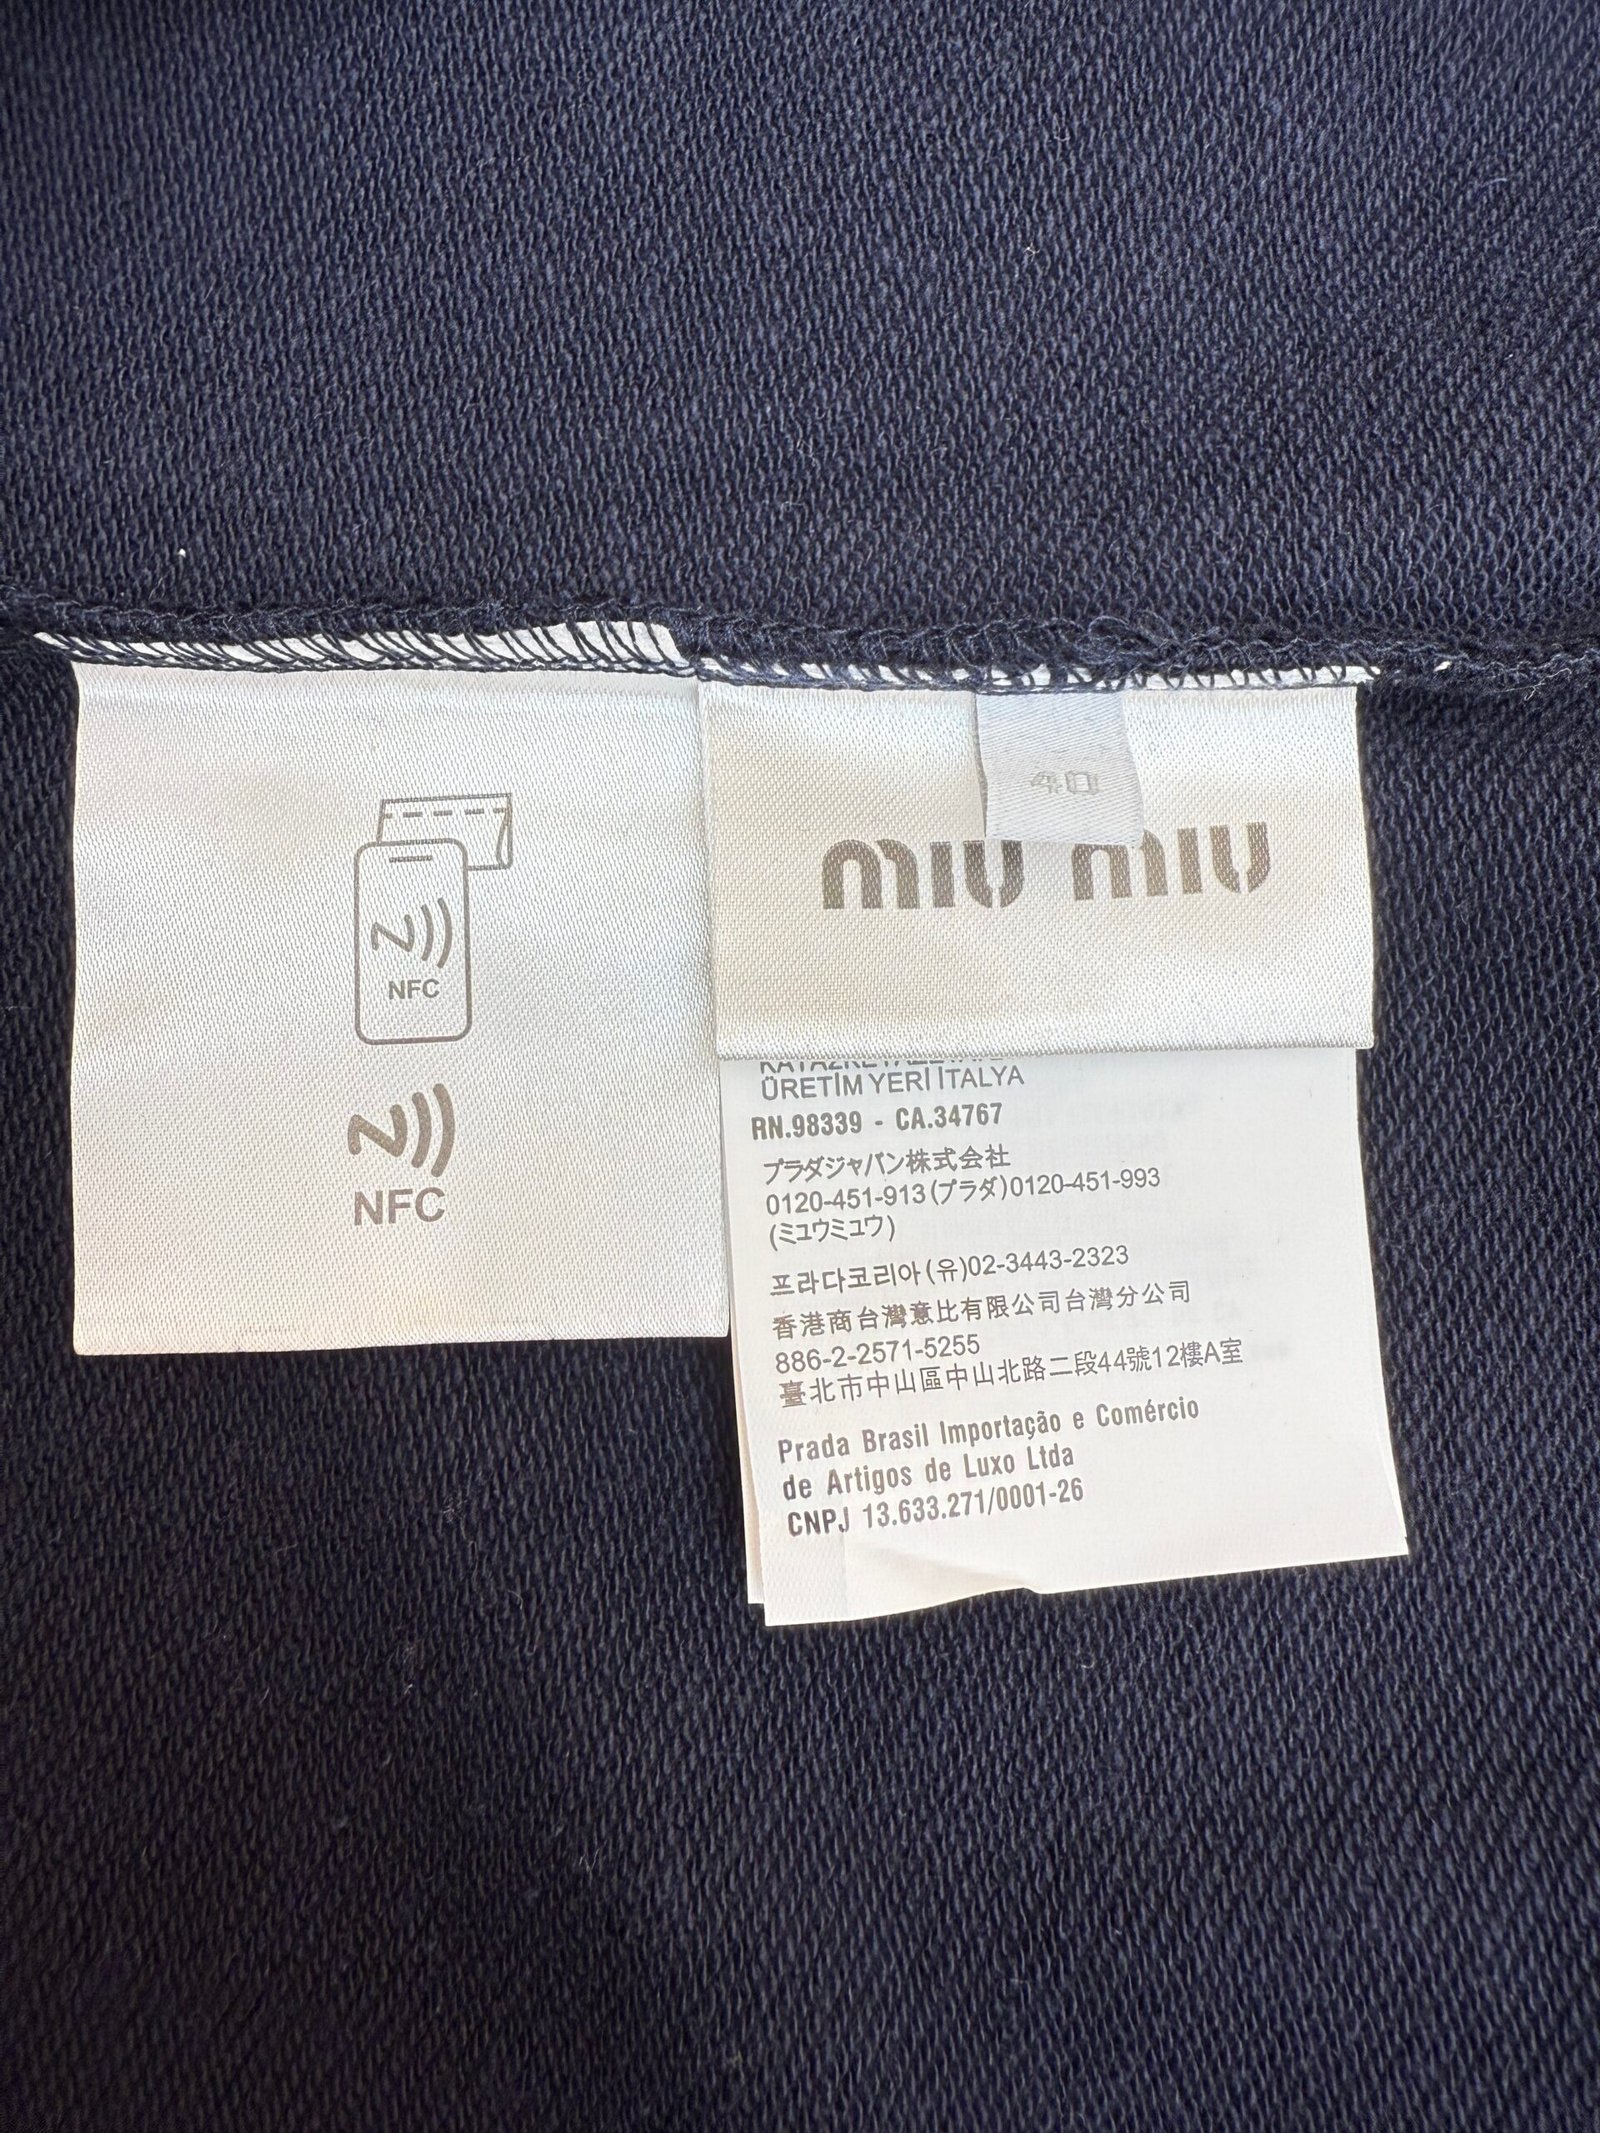 NFC
NFC
40
miu miu
ÜRETİM YERİ İTALYA
RN.98339 - CA.34767
プラダジャパン株式会社
0120-451-913(プラダ)0120-451-993
(ミュウミュウ)
프라다코리아(유)02-3443-2323
香港商台灣意比有限公司台灣分公司
886-2-2571-5255
臺北市中山區中山北路二段44號12樓A室
Prada Brasil Importação e Comércio
de Artigos de Luxo Ltda
CNPJ 13.633.271/0001-26